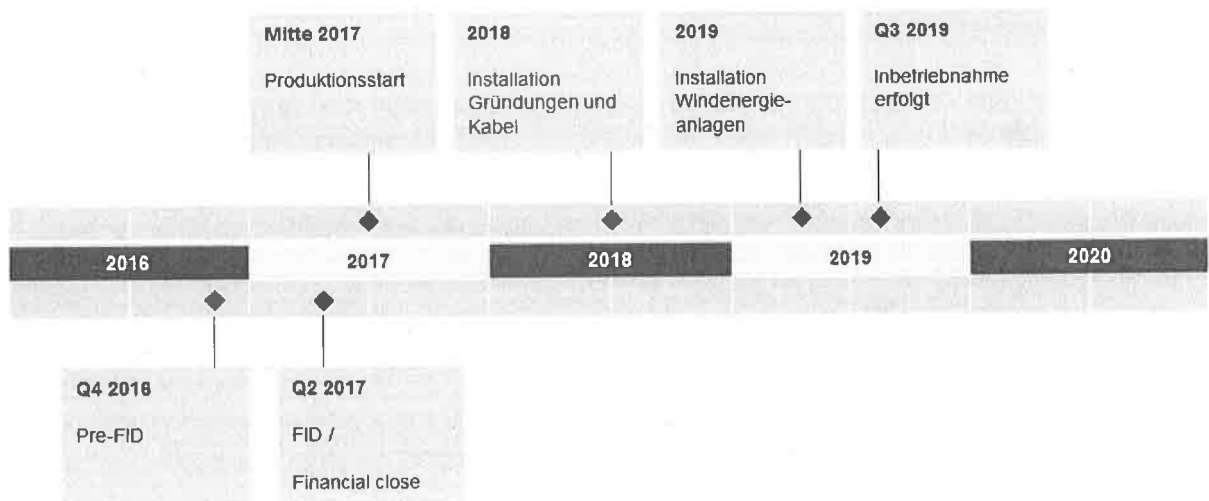 Mitte 2017
Produktionsstart
2018
Installation
Gründungen und
Kabel
2019
Installation
Windenergie-
anlagen
Q3 2019
Inbetriebnahme
erfolgt
2016
2017
2018
2019
2020
Q4 2016
Pre-FID
Q2 2017
FID /
Financial close